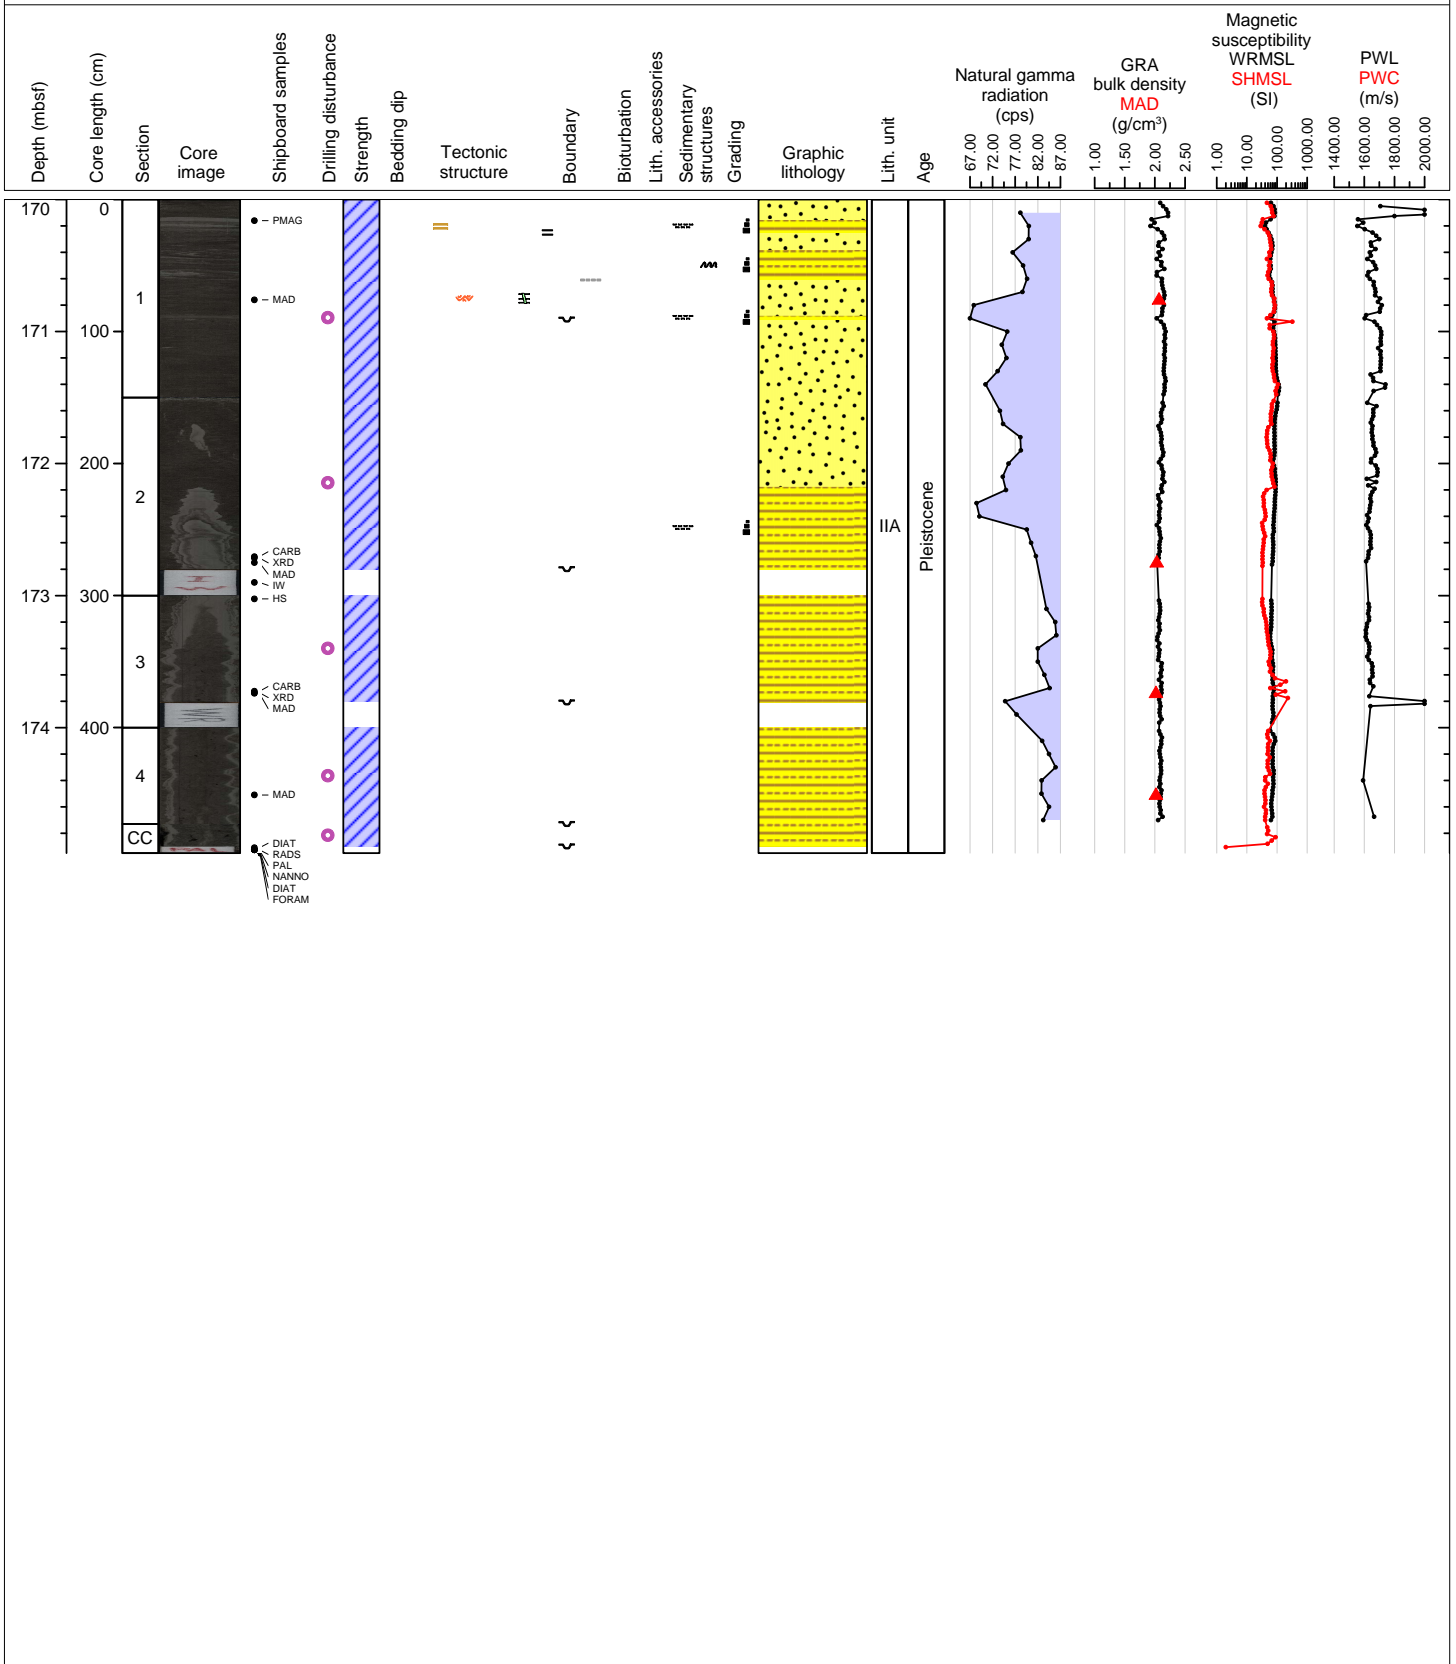 Depth (mbsf)
Core length (cm)
Section
Core
image
Shipboard samples
Drilling disturbance
Strength
Bedding dip
Tectonic
structure
Boundary
Bioturbation
Lith. accessories
Sedimentary
structures
Grading
Graphic
lithology
Lith. unit
Age
Natural gamma
radiation
(cps)
67.00
72.00
77.00
82.00
87.00
GRA
bulk density
MAD
(g/cm³)
1.00
1.50
2.00
2.50
Magnetic
susceptibility
WRMSL
SHMSL
(SI)
1.00
10.00
100.00
1000.00
PWL
PWC
(m/s)
1400.00
1600.00
1800.00
2000.00
170
171
172
173
174
0
100
200
300
400
1
2
3
4
CC
PMAG
MAD
CARB
XRD
MAD
IW
HS
CARB
XRD
MAD
MAD
DIAT
RADS
PAL
NANNO
DIAT
FORAM
IIA
Pleistocene